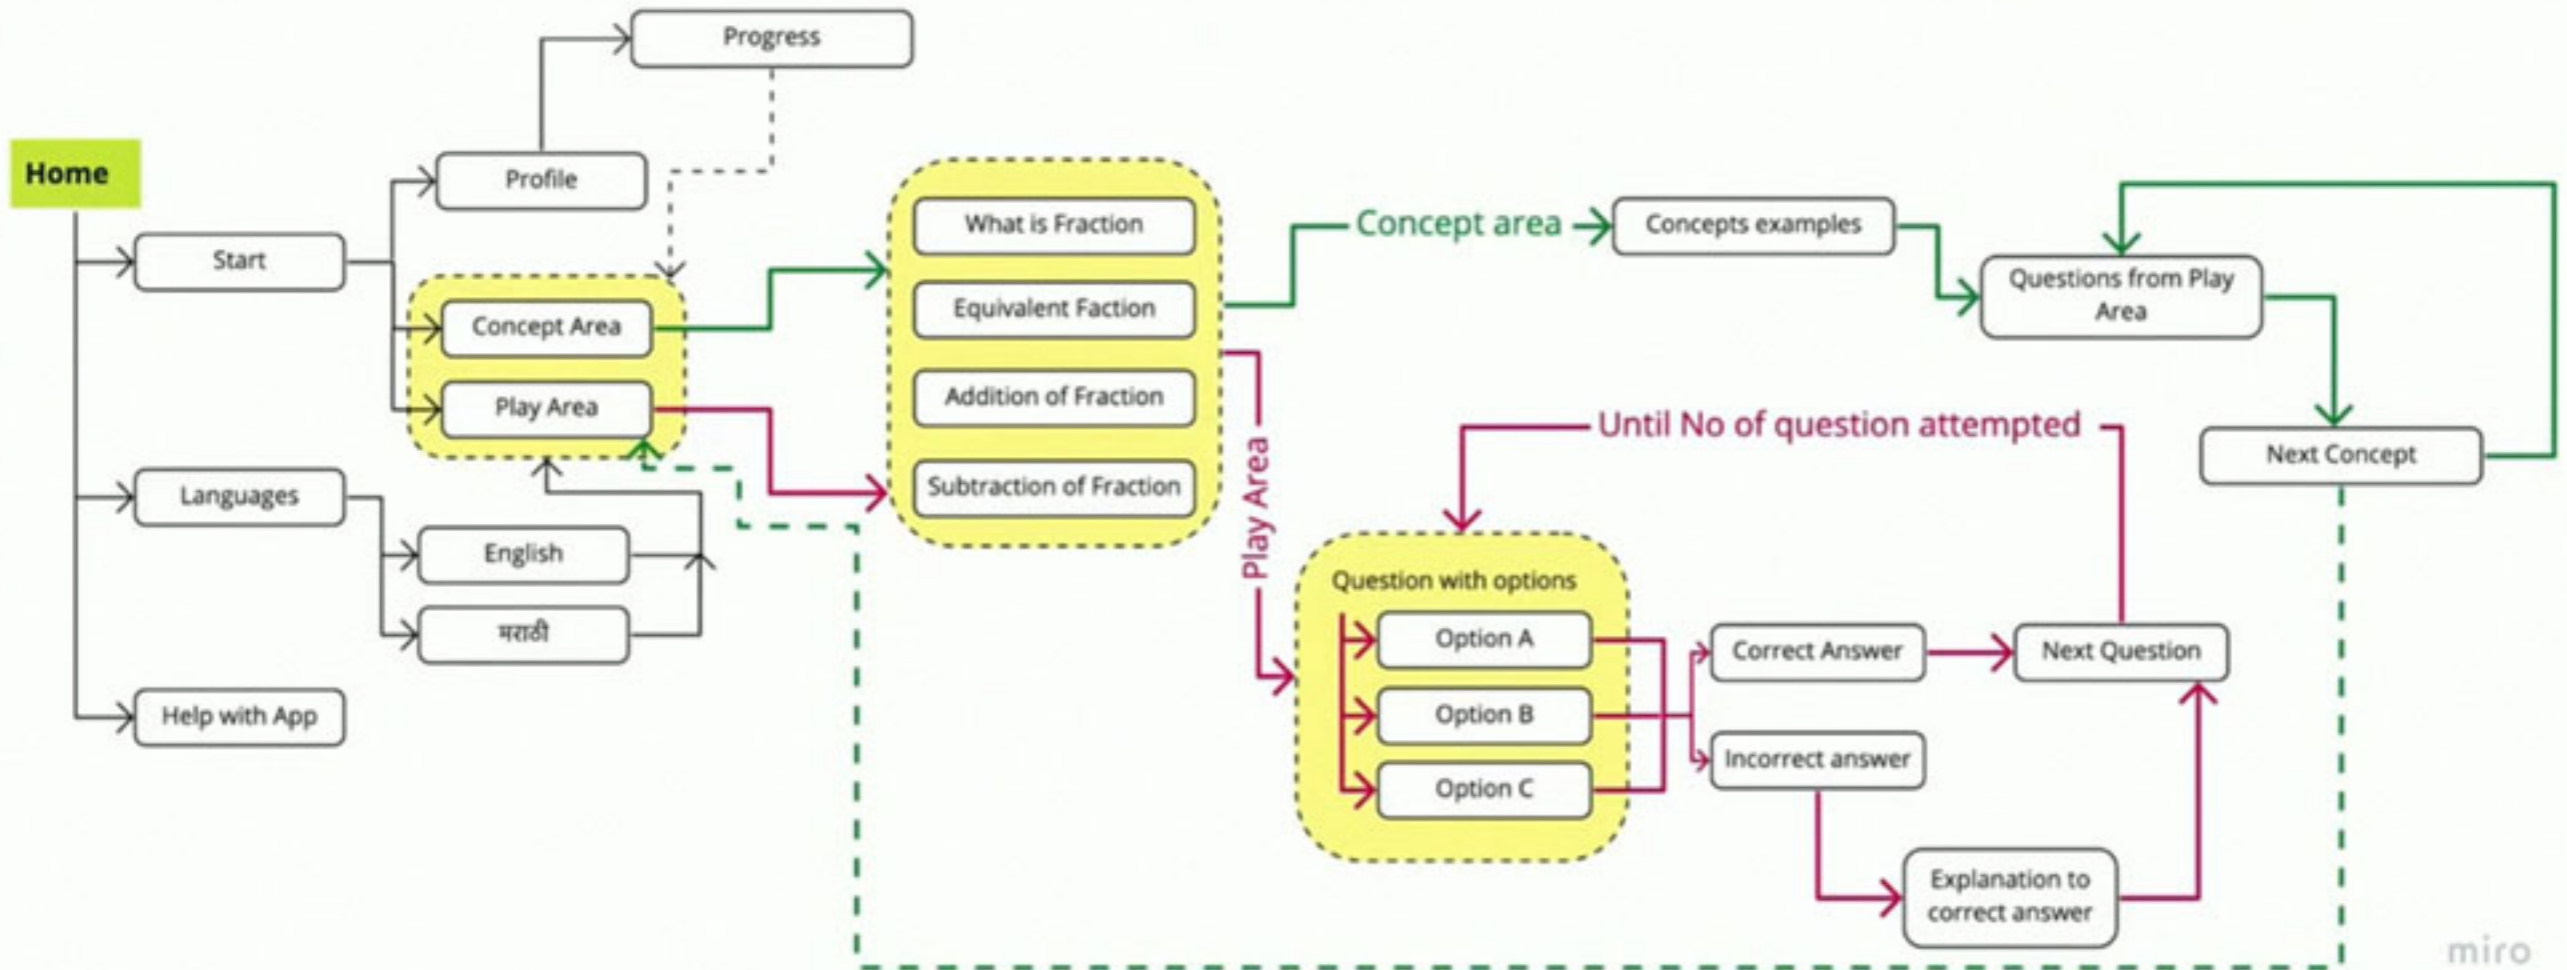 Progress
Home
Profile
Start
Concept Area
Play Area
Languages
English
मराठी
Help with App
What is Fraction
Equivalent Faction
Addition of Fraction
Subtraction of Fraction
Concept area
Concepts examples
Questions from Play
Area
Next Concept
Play Area
Until No of question attempted
Question with options
Option A
Option B
Option C
Correct Answer
Next Question
Incorrect answer
Explanation to
correct answer
miro